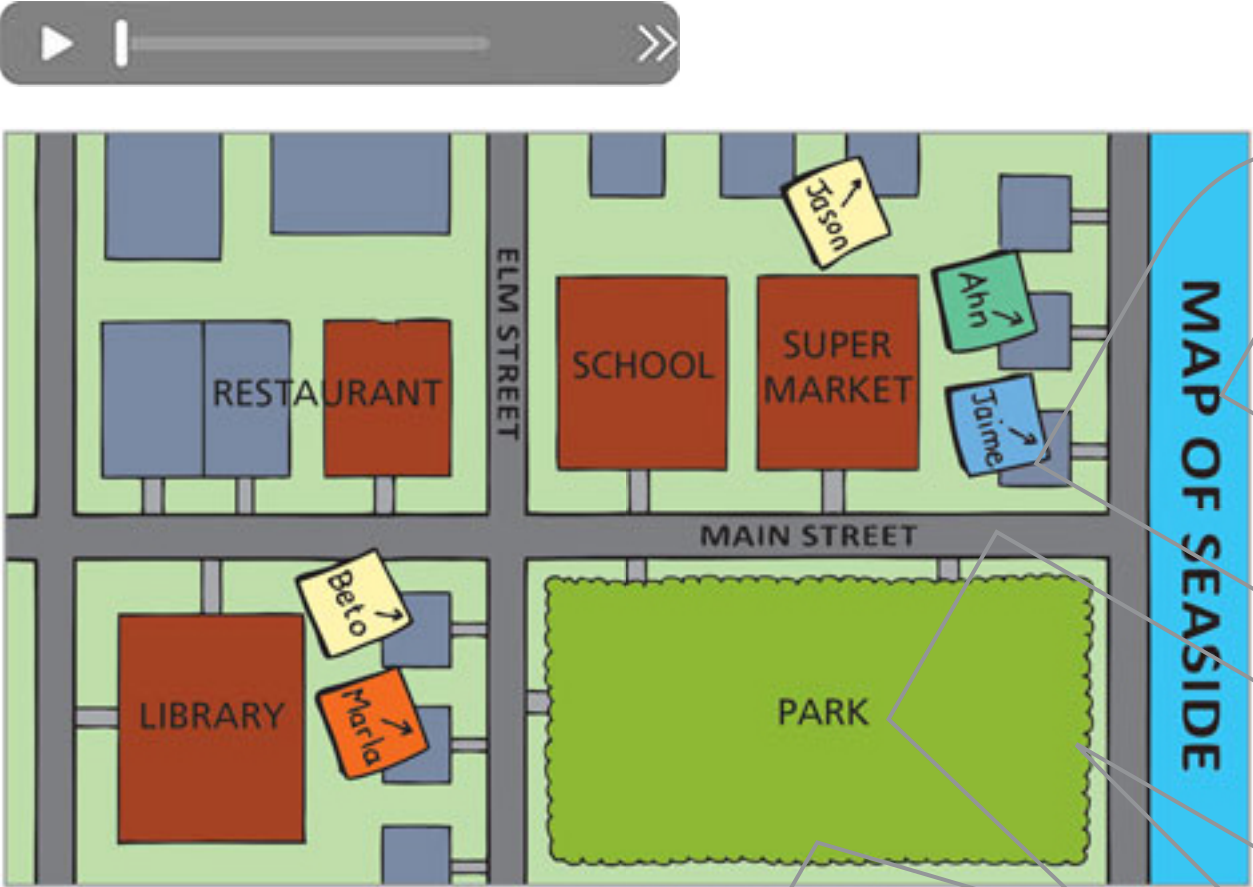 Jason
Ahn
Jaime
ELM STREET
SCHOOL
SUPER
MARKET
RESTAURANT
MAIN STREET
MAP OF SEASIDE
Beto
Marla
LIBRARY
PARK